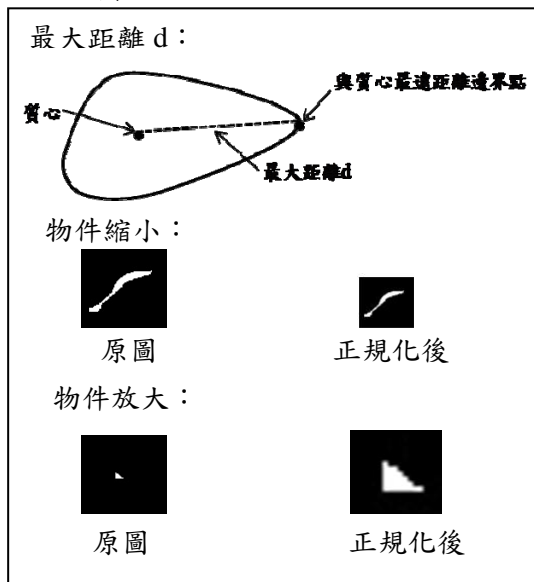 最大距離 d：
與質心最遠距離邊界點
質心
最大距離d
物件縮小：
原圖 正規化後
物件放大：
原圖 正規化後